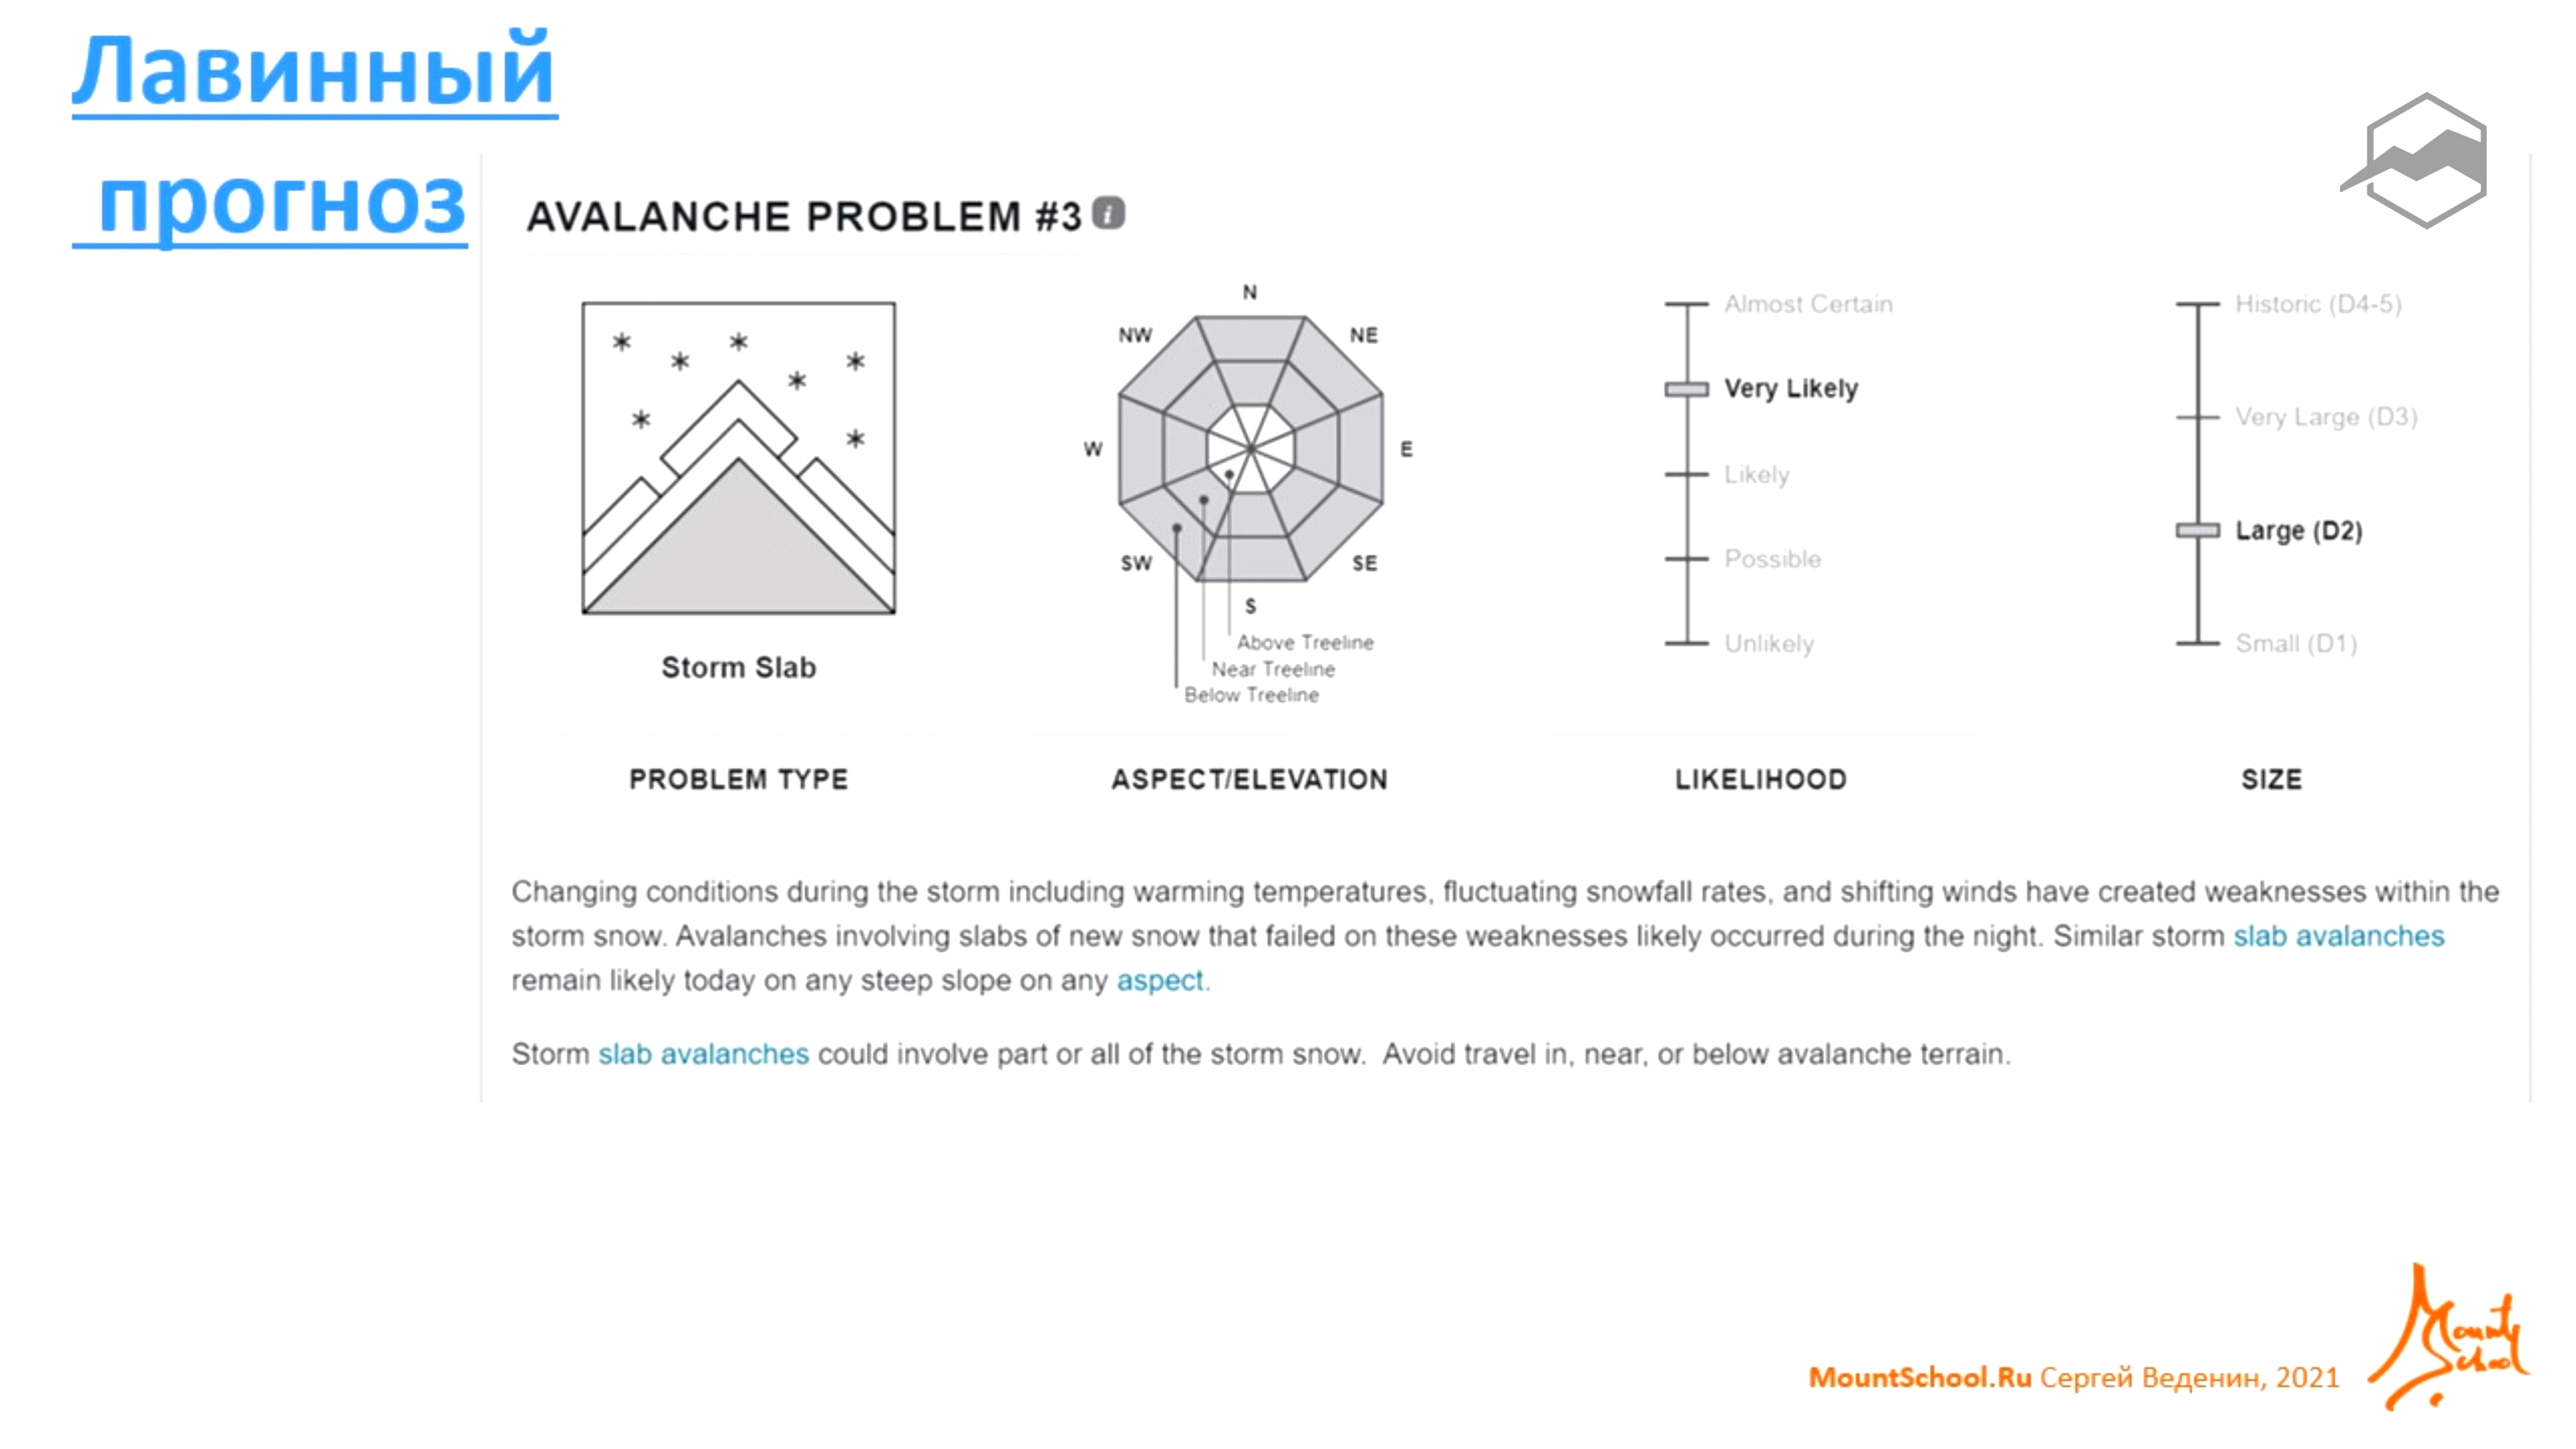 Лавинный
прогноз
AVALANCHE PROBLEM #3 i
Storm Slab
N
NW
NE
W
E
SW
SE
S
Above Treeline
Near Treeline
Below Treeline
Almost Certain
Very Likely
Likely
Possible
Unlikely
Historic (D4-5)
Very Large (D3)
Large (D2)
Small (D1)
PROBLEM TYPE
ASPECT/ELEVATION
LIKELIHOOD
SIZE
Changing conditions during the storm including warming temperatures, fluctuating snowfall rates, and shifting winds have created weaknesses within the
storm snow. Avalanches involving slabs of new snow that failed on these weaknesses likely occurred during the night. Similar storm slab avalanches
remain likely today on any steep slope on any aspect.
Storm slab avalanches could involve part or all of the storm snow.  Avoid travel in, near, or below avalanche terrain.
Mount
School
MountSchool.Ru Сергей Веденин, 2021